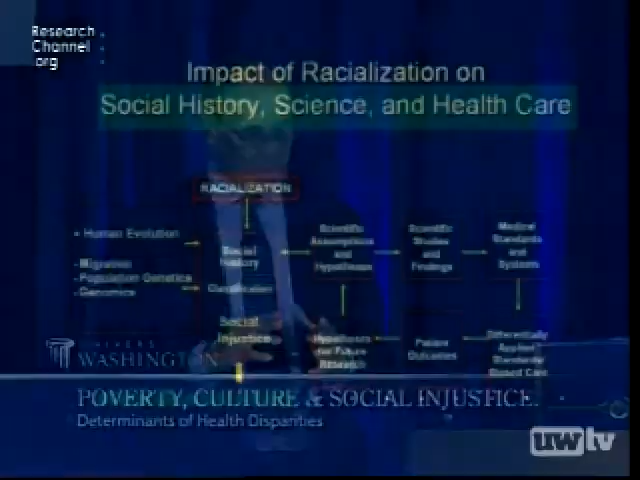 Research
Channel
org
Impact of Racialization on
Social History, Science, and Health Care
RACIALIZATION
Human Evolution
- Migration
- Population Genetics
- Genomics
Social
History
Classification
Social
Injustice
Scientific
Assumptions
and
Hypotheses
Scientific
Studies
and
Findings
Medical
Standards
and
Systems
Hypotheses
for Future
Research
Patient
Outcomes
Differentially
Applied
Standards
Based Care
WASHINGTON
POVERTY, CULTURE & SOCIAL INJUSTICE:
Determinants of Health Disparities
uwtv